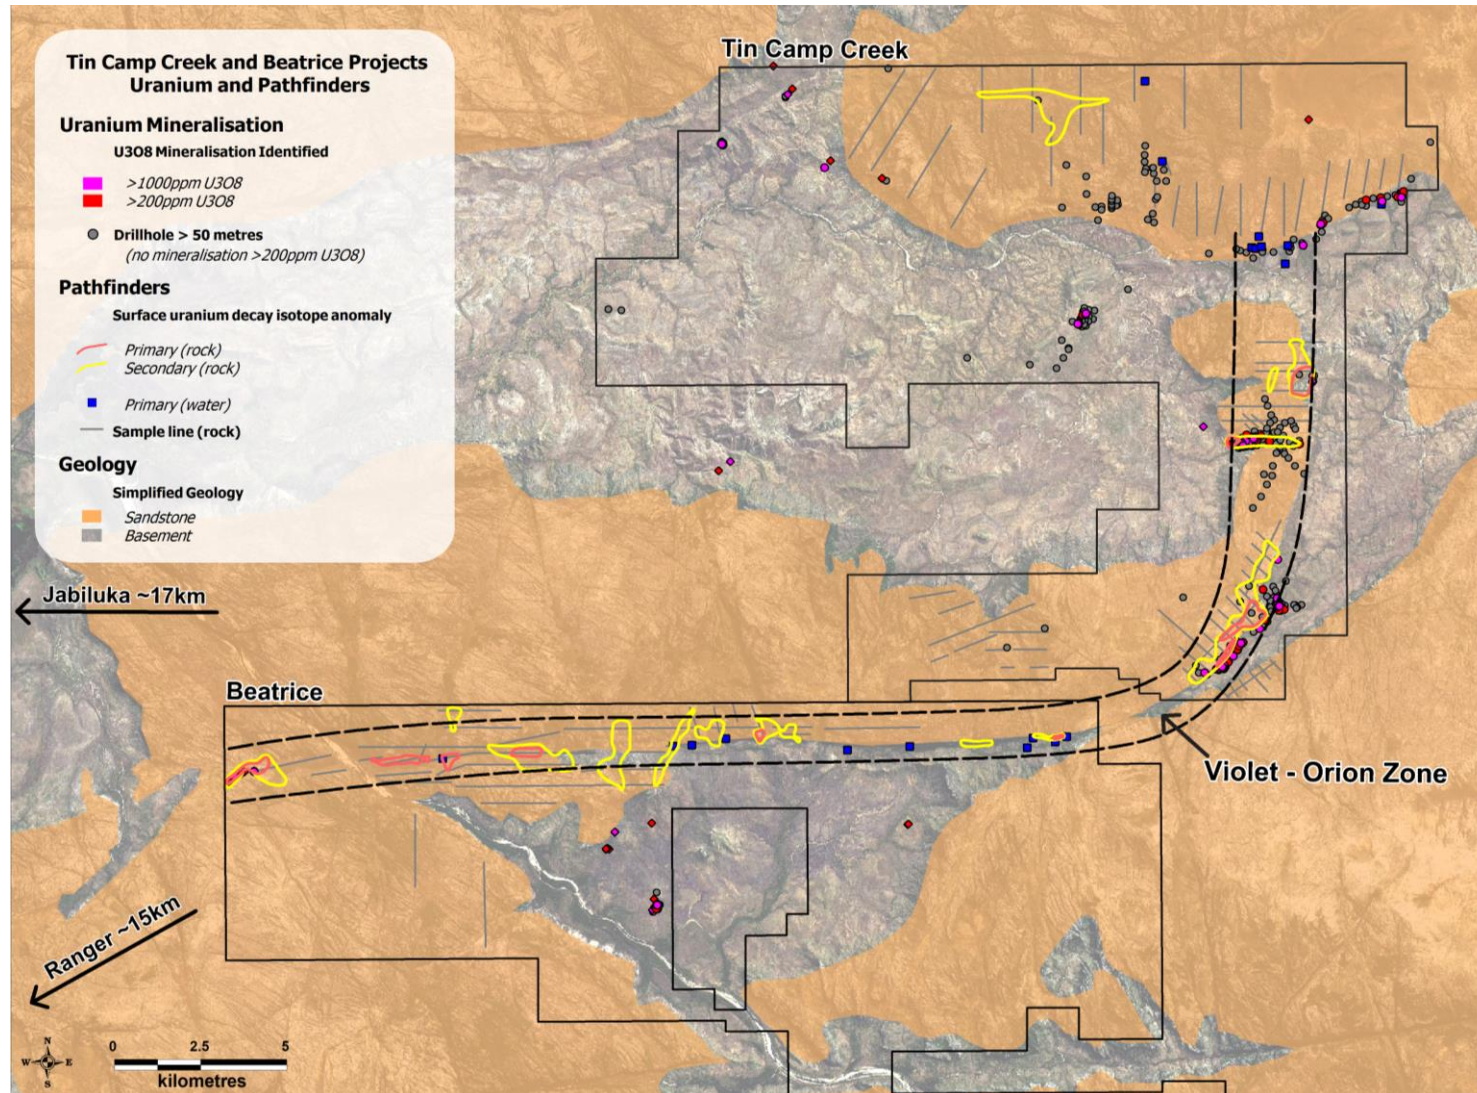 Tin Camp Creek and Beatrice Projects
Uranium and Pathfinders
Uranium Mineralisation
U3O8 Mineralisation Identified
>1000ppm U3O8
>200ppm U3O8
Drillhole > 50 metres
(no mineralisation >200ppm U3O8)
Pathfinders
Surface uranium decay isotope anomaly
Primary (rock)
Secondary (rock)
Primary (water)
Sample line (rock)
Geology
Simplified Geology
Sandstone
Basement
Tin Camp Creek
Jabiluka ~17km
Beatrice
Violet - Orion Zone
Ranger ~15km
N
W E
S
0 2.5 5
kilometres